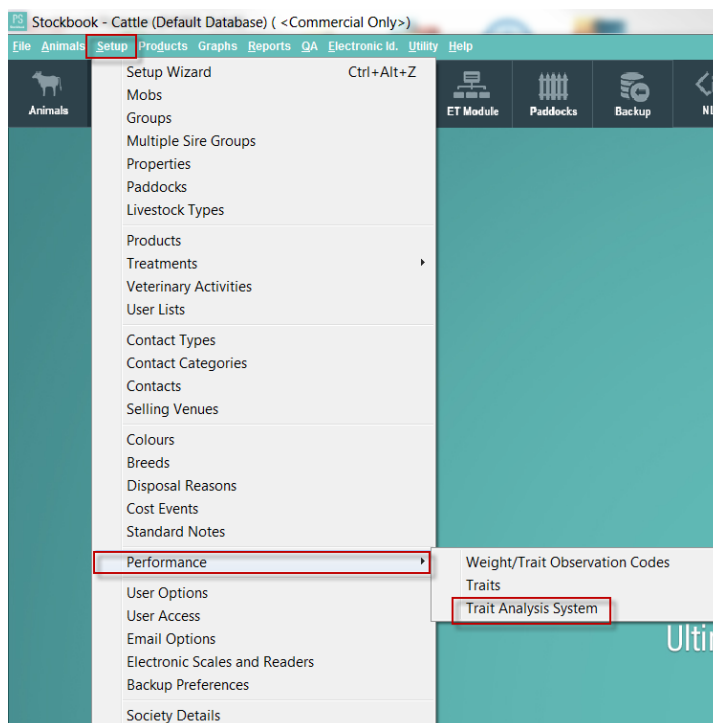 PS Stockbook - Cattle (Default Database) ( <Commercial Only>)
File Animals Setup Products Graphs Reports QA Electronic Id. Utility Help
Animals
ET Module Paddocks Backup
Setup Wizard Ctrl+Alt+Z
Mobs
Groups
Multiple Sire Groups
Properties
Paddocks
Livestock Types
Products
Treatments
Veterinary Activities
User Lists
Contact Types
Contact Categories
Contacts
Selling Venues
Colours
Breeds
Disposal Reasons
Cost Events
Standard Notes
Performance
Weight/Trait Observation Codes
Traits
Trait Analysis System
User Options
User Access
Email Options
Electronic Scales and Readers
Backup Preferences
Society Details